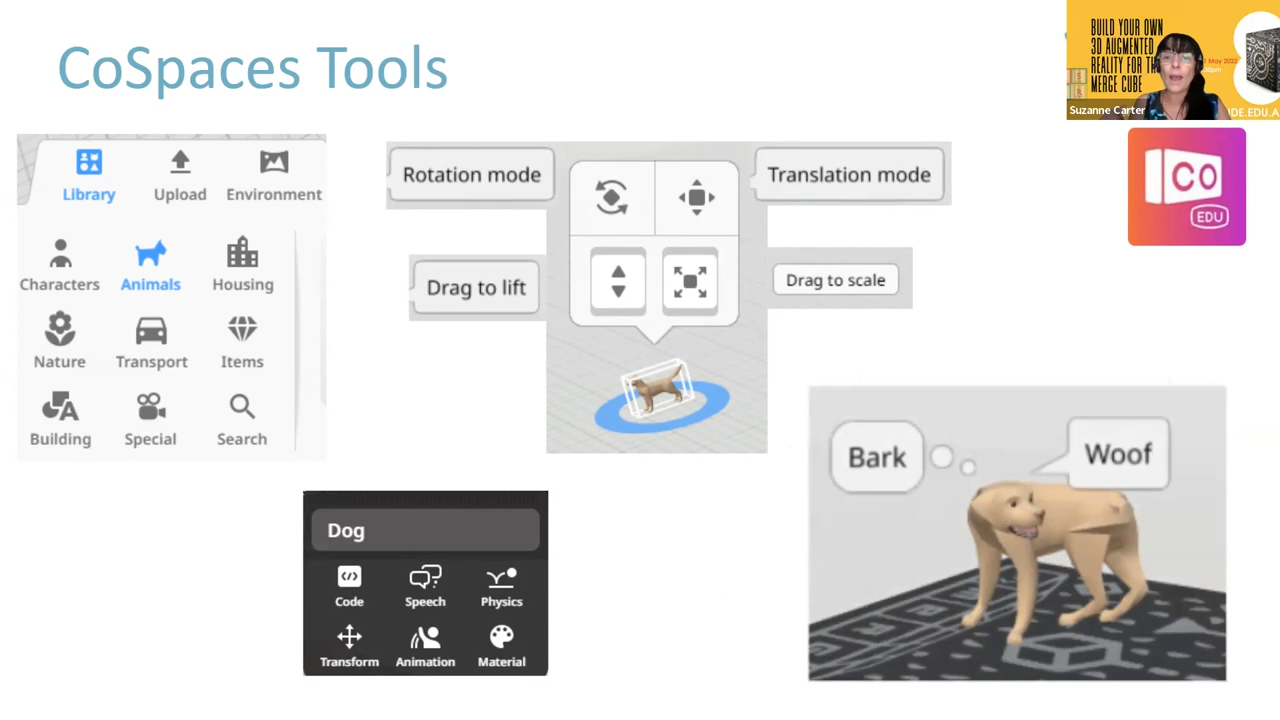 CoSpaces Tools
BUILD YOUR OWN
3D AUGMENTED
REALITY FOR
MERGE CUBE
May 2022
Suzanne Carter
CO
EDU
Library
Upload
Environment
Characters
Animals
Housing
Nature
Transport
Items
Building
Special
Search
Rotation mode
Translation mode
Drag to lift
Drag to scale
Dog
Code
Speech
Physics
Transform
Animation
Material
Bark
Woof